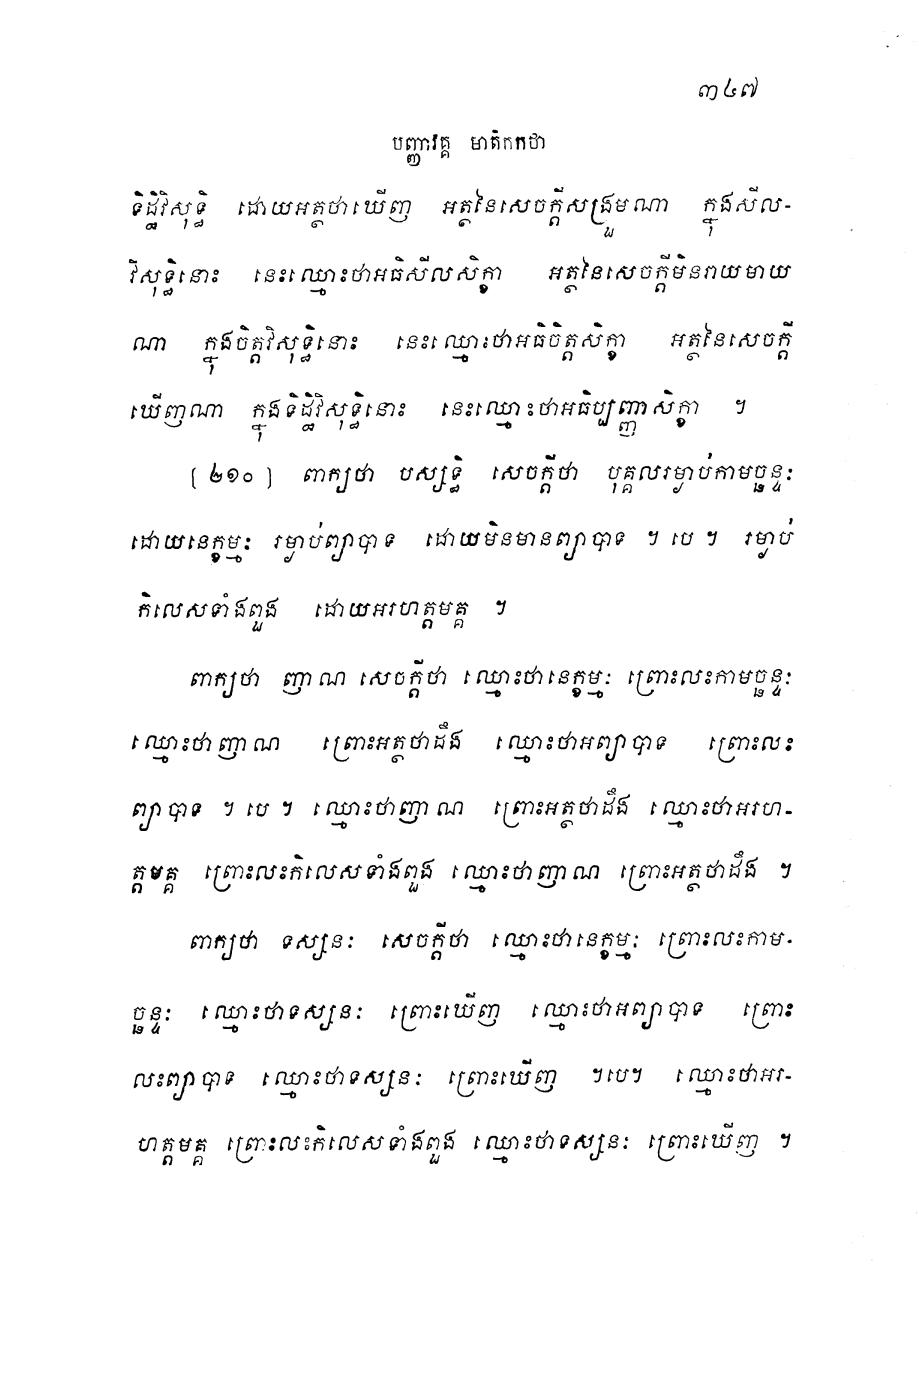 ៣៤៧
បញ្ញាវគ្គ មាតិកកថា
ទិដ្ឋិវិសុទ្ធិ ដោយអត្ថថាឃើញ អត្ថនៃសេចក្តីសង្រួមណា ក្នុងសីល-
វិសុទ្ធិនោះ នេះឈ្មោះថាអធិសីលសិក្ខា អត្ថនៃសេចក្តីមិនរាយមាយ
ណា ក្នុងចិត្តវិសុទ្ធិនោះ នេះឈ្មោះថាអធិចិត្តសិក្ខា អត្ថនៃសេចក្តី
ឃើញណា ក្នុងទិដ្ឋិវិសុទ្ធិនោះ នេះឈ្មោះថាអធិប្បញ្ញាសិក្ខា ។
[ ២១០ ] ពាក្យថា បស្សទ្ធិ សេចក្តីថា បុគ្គលរម្ងាប់កាមច្ឆន្ទៈ
ដោយនេក្ខម្មៈ រម្ងាប់ព្យាបាទ ដោយមិនមានព្យាបាទ ។ បេ ។ រម្ងាប់
កិលេសទាំងពួង ដោយអរហត្តមគ្គ ។
ពាក្យថា ញាណ សេចក្តីថា ឈ្មោះថានេក្ខម្មៈ ព្រោះលះកាមច្ឆន្ទៈ
ឈ្មោះថាញាណ ព្រោះអត្ថថាដឹង ឈ្មោះថាអព្យាបាទ ព្រោះលះ
ព្យាបាទ ។ បេ ។ ឈ្មោះថាញាណ ព្រោះអត្ថថាដឹង ឈ្មោះថាអរហ-
ត្តមគ្គ ព្រោះលះកិលេសទាំងពួង ឈ្មោះថាញាណ ព្រោះអត្ថថាដឹង ។
ពាក្យថា ទស្សនៈ សេចក្តីថា ឈ្មោះថានេក្ខម្មៈ ព្រោះលះកាម-
ច្ឆន្ទៈ ឈ្មោះថាទស្សនៈ ព្រោះឃើញ ឈ្មោះថាអព្យាបាទ ព្រោះ
លះព្យាបាទ ឈ្មោះថាទស្សនៈ ព្រោះឃើញ ។បេ។ ឈ្មោះថាអរ-
ហត្តមគ្គ ព្រោះលះកិលេសទាំងពួង ឈ្មោះថាទស្សនៈ ព្រោះឃើញ ។